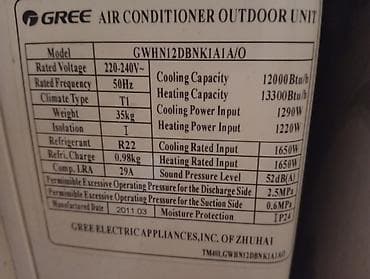 GREE AIR CONDITIONER OUTDOOR UNIT
Model GWHN12DBNK1A1A/O
Rated Voltage 220-240V~ Cooling Capacity 12000Btu/h
Rated Frequency 50Hz Heating Capacity 13300Btu/h
Climate Type T1 Cooling Power Input 1290W
Weight 35kg Heating Power Input 1220W
Isolation I
Refrigerant R22 Cooling Rated Input 1650W
Refri. Charge 0.98kg Heating Rated Input 1650W
Comp. LRA 29A Sound Pressure Level 52dB(A)
Permissible Excessive Operating Pressure for the Discharge Side 2.5MPa
Permissible Excessive Operating Pressure for the Suction Side 0.6MPa
Manufactured Date 2011.03 Moisture Protection IP24
GREE ELECTRIC APPLIANCES, INC. OF ZHUHAI